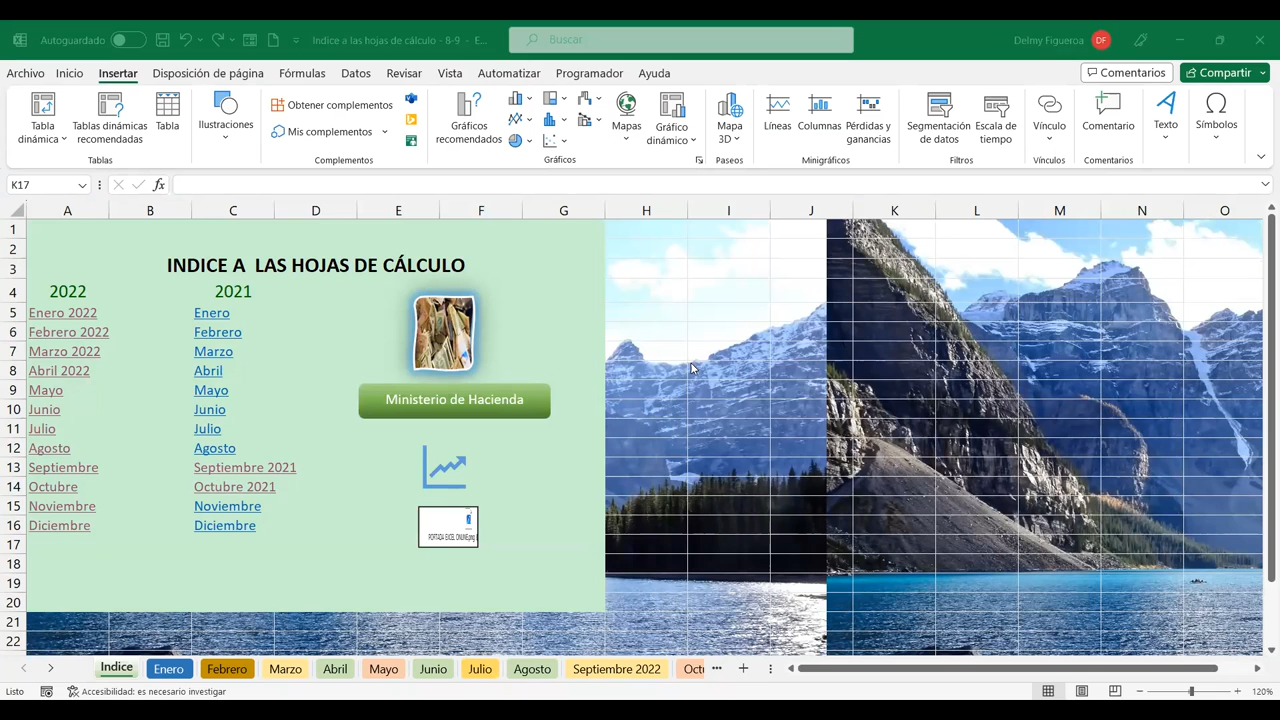 Autoguardado
Indice a las hojas de cálculo - 8-9 - E...
Buscar
Delmy Figueroa
DF
Archivo Inicio Insertar Disposición de página Fórmulas Datos Revisar Vista Automatizar Programador Ayuda
Comentarios
Compartir
Tabla dinámica
Tablas dinámicas recomendadas
Tabla
Ilustraciones
Obtener complementos
Mis complementos
Gráficos recomendados
Mapas
Gráfico dinámico
Mapa 3D
Líneas
Columnas
Pérdidas y ganancias
Segmentación de datos
Escala de tiempo
Vínculo
Comentario
Texto
Símbolos
Tablas Complementos Gráficos Paseos Minigráficos Filtros Vínculos Comentarios
K17
fx
A B C D E F G H I J K L M N O
1
2
3 INDICE A LAS HOJAS DE CÁLCULO
4 2022 2021
5 Enero 2022 Enero
6 Febrero 2022 Febrero
7 Marzo 2022 Marzo
8 Abril 2022 Abril
9 Mayo Mayo
10 Junio Junio
11 Julio Julio
12 Agosto Agosto
13 Septiembre Septiembre 2021
14 Octubre Octubre 2021
15 Noviembre Noviembre
16 Diciembre Diciembre
17
18
19
20
21
22
Ministerio de Hacienda
PORTADA EXCEL ONLINE.png
Indice Enero Febrero Marzo Abril Mayo Junio Julio Agosto Septiembre 2022 Octu ...
Listo
Accesibilidad: es necesario investigar
120%